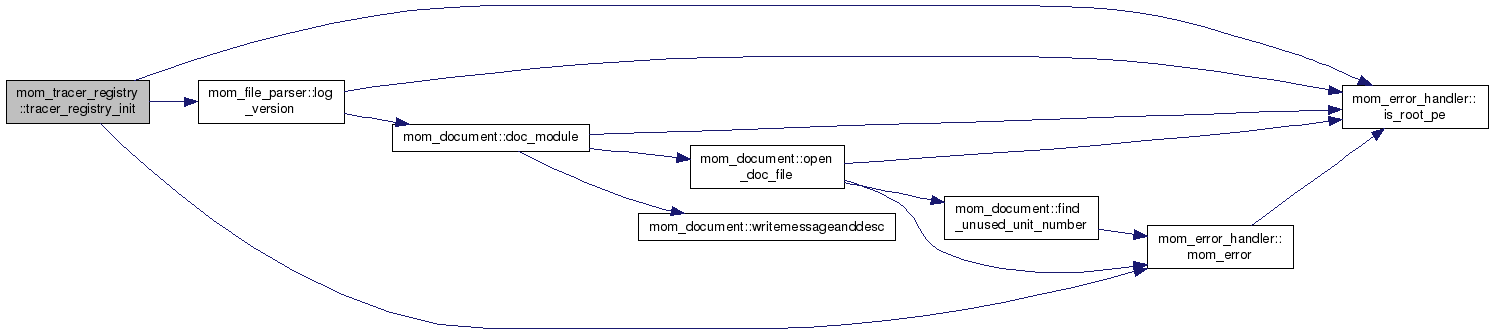 mom_tracer_registry
::tracer_registry_init
mom_file_parser::log
_version
mom_document::doc_module
mom_document::open
_doc_file
mom_document::writemessageanddesc
mom_document::find
_unused_unit_number
mom_error_handler::
mom_error
mom_error_handler::
is_root_pe